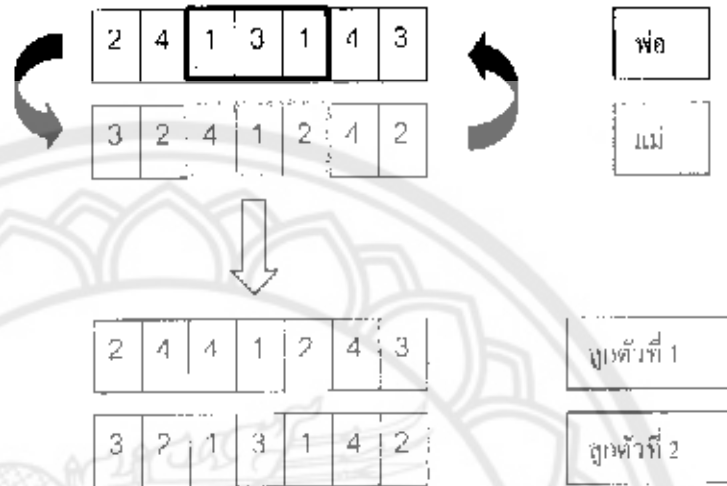 2 4 1 3 1 4 3 พ่อ
3 2 4 1 2 4 2 แม่
2 4 4 1 2 4 3 ลูกตัวที่ 1
3 2 1 3 1 4 2 ลูกตัวที่ 2